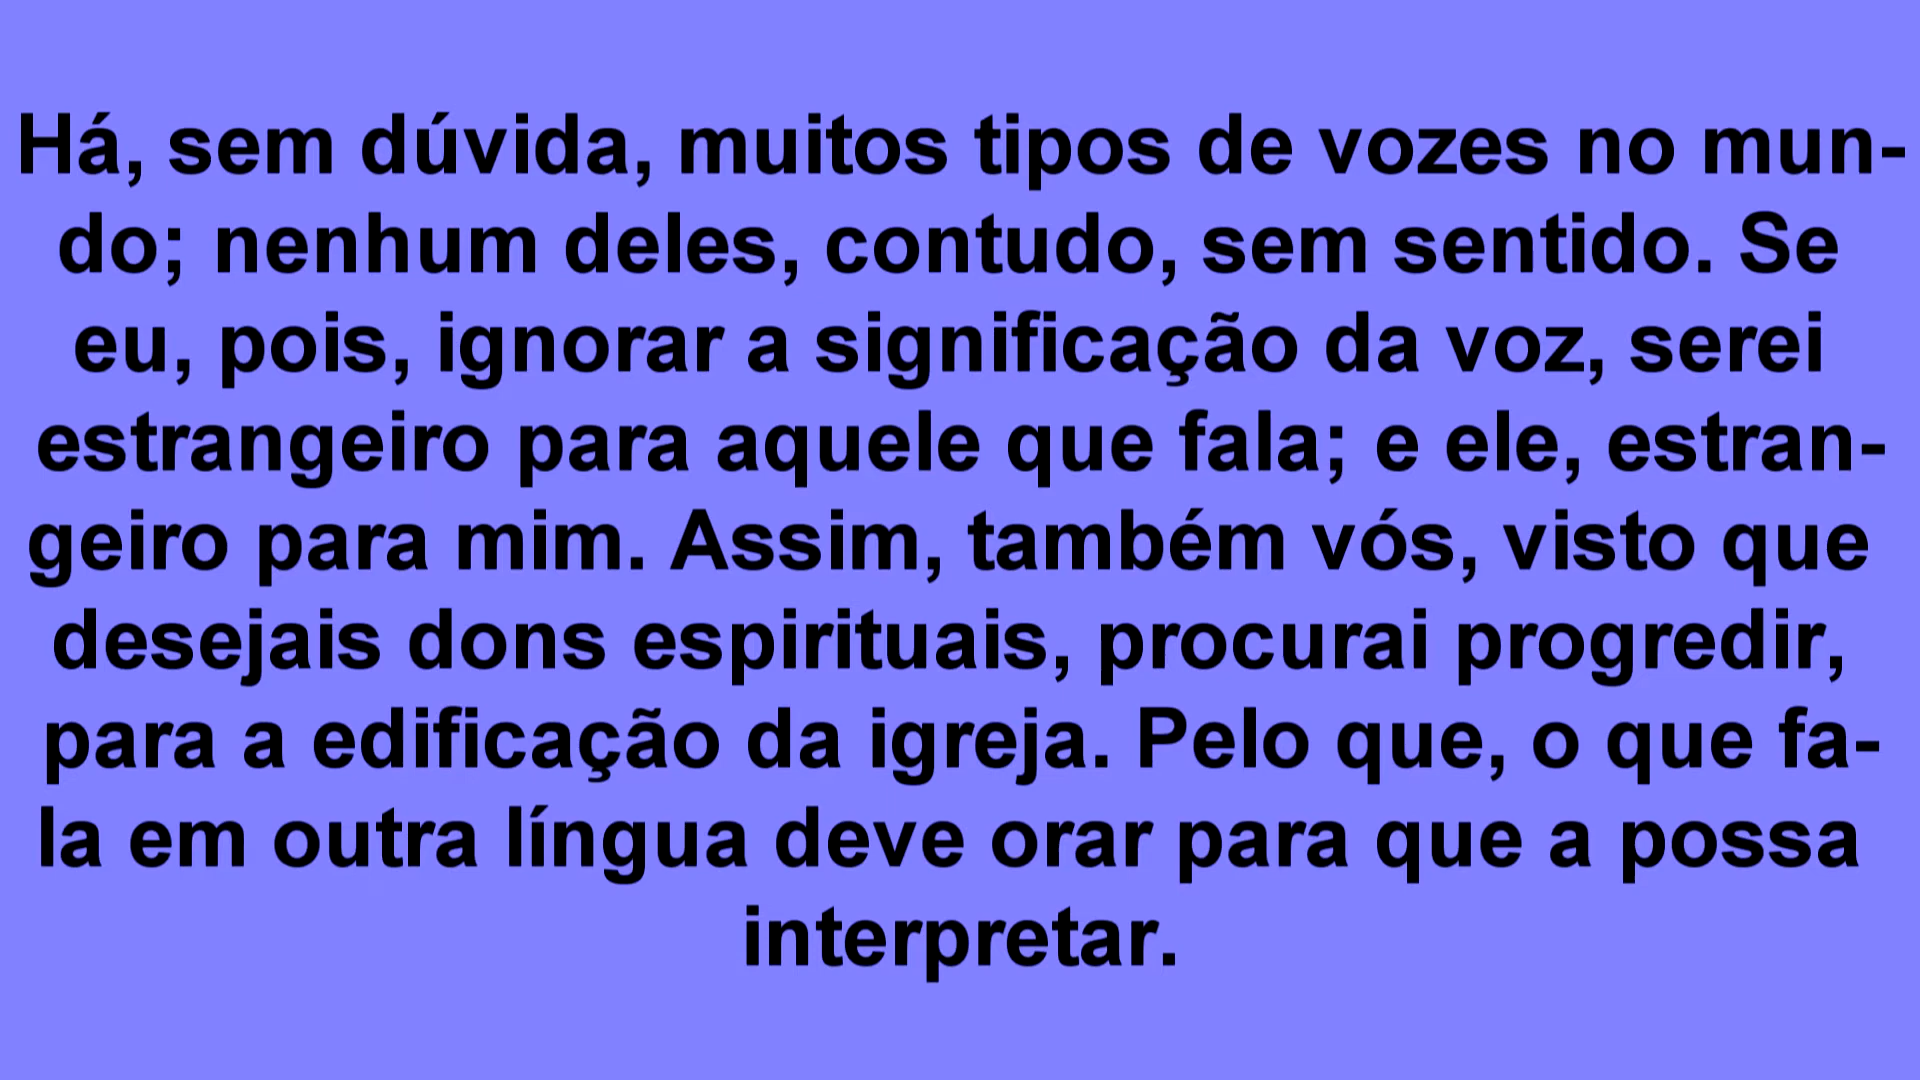 Há, sem dúvida, muitos tipos de vozes no mun-
do; nenhum deles, contudo, sem sentido. Se
eu, pois, ignorar a significação da voz, serei
estrangeiro para aquele que fala; e ele, estran-
geiro para mim. Assim, também vós, visto que
desejais dons espirituais, procurai progredir,
para a edificação da igreja. Pelo que, o que fa-
la em outra língua deve orar para que a possa
interpretar.